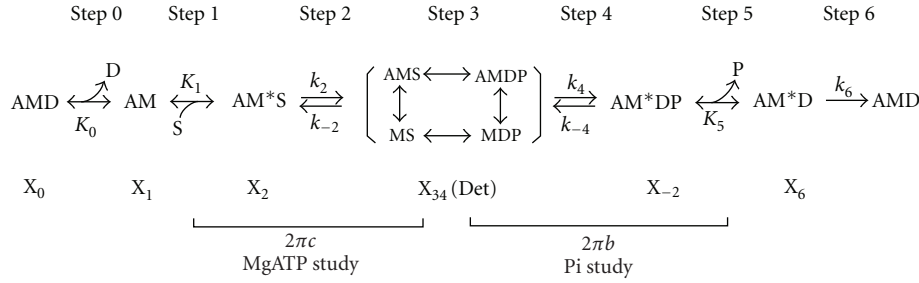 Step 0 Step 1 Step 2 Step 3 Step 4 Step 5 Step 6
D P
AMS AMDP
K₁ k₂ k₄ k₆
AMD AM AM*S AM*DP AM*D AMD
K₀ S k₋₂ k₋₄ K₅
MS MDP
X₀ X₁ X₂ X₃₄ (Det) X₋₂ X₆
2πc 2πb
MgATP study Pi study